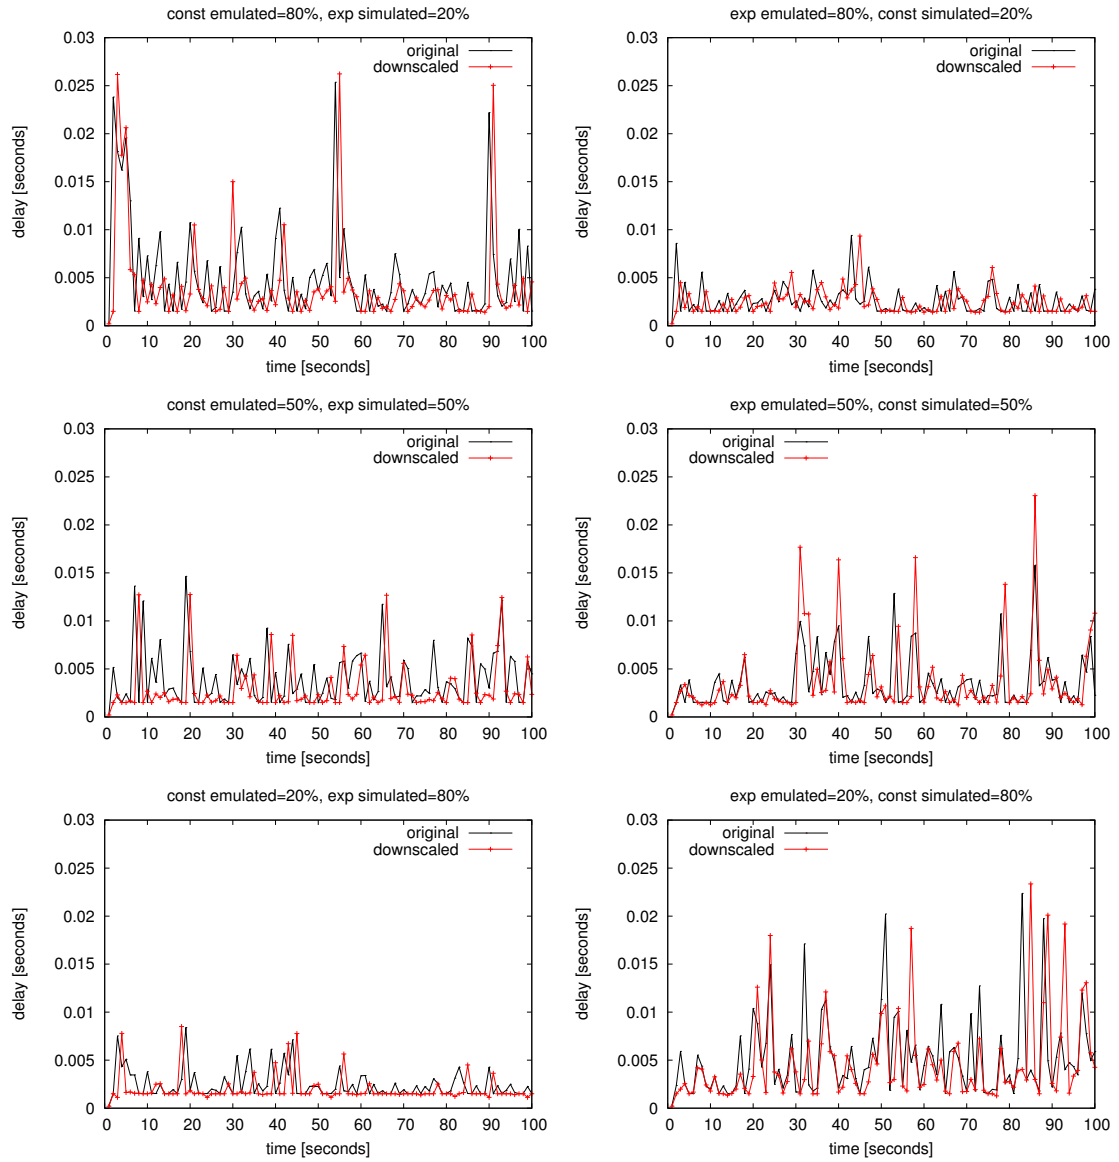 const emulated=80%, exp simulated=20%
0.03
0.025
0.02
0.015
0.01
0.005
0
0 10 20 30 40 50 60 70 80 90 100
delay [seconds]
time [seconds]
original
downscaled
exp emulated=80%, const simulated=20%
0.03
0.025
0.02
0.015
0.01
0.005
0
0 10 20 30 40 50 60 70 80 90 100
delay [seconds]
time [seconds]
original
downscaled
const emulated=50%, exp simulated=50%
0.03
0.025
0.02
0.015
0.01
0.005
0
0 10 20 30 40 50 60 70 80 90 100
delay [seconds]
time [seconds]
original
downscaled
exp emulated=50%, const simulated=50%
0.03
0.025
0.02
0.015
0.01
0.005
0
0 10 20 30 40 50 60 70 80 90 100
delay [seconds]
time [seconds]
original
downscaled
const emulated=20%, exp simulated=80%
0.03
0.025
0.02
0.015
0.01
0.005
0
0 10 20 30 40 50 60 70 80 90 100
delay [seconds]
time [seconds]
original
downscaled
exp emulated=20%, const simulated=80%
0.03
0.025
0.02
0.015
0.01
0.005
0
0 10 20 30 40 50 60 70 80 90 100
delay [seconds]
time [seconds]
original
downscaled